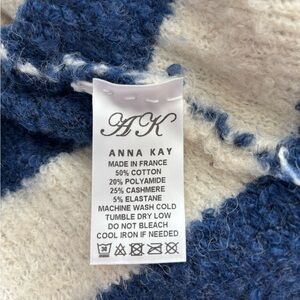 AK
ANNA KAY
MADE IN FRANCE
50% COTTON
20% POLYAMIDE
25% CASHMERE
5% ELASTANE
MACHINE WASH COLD
TUMBLE DRY LOW
DO NOT BLEACH
COOL IRON IF NEEDED